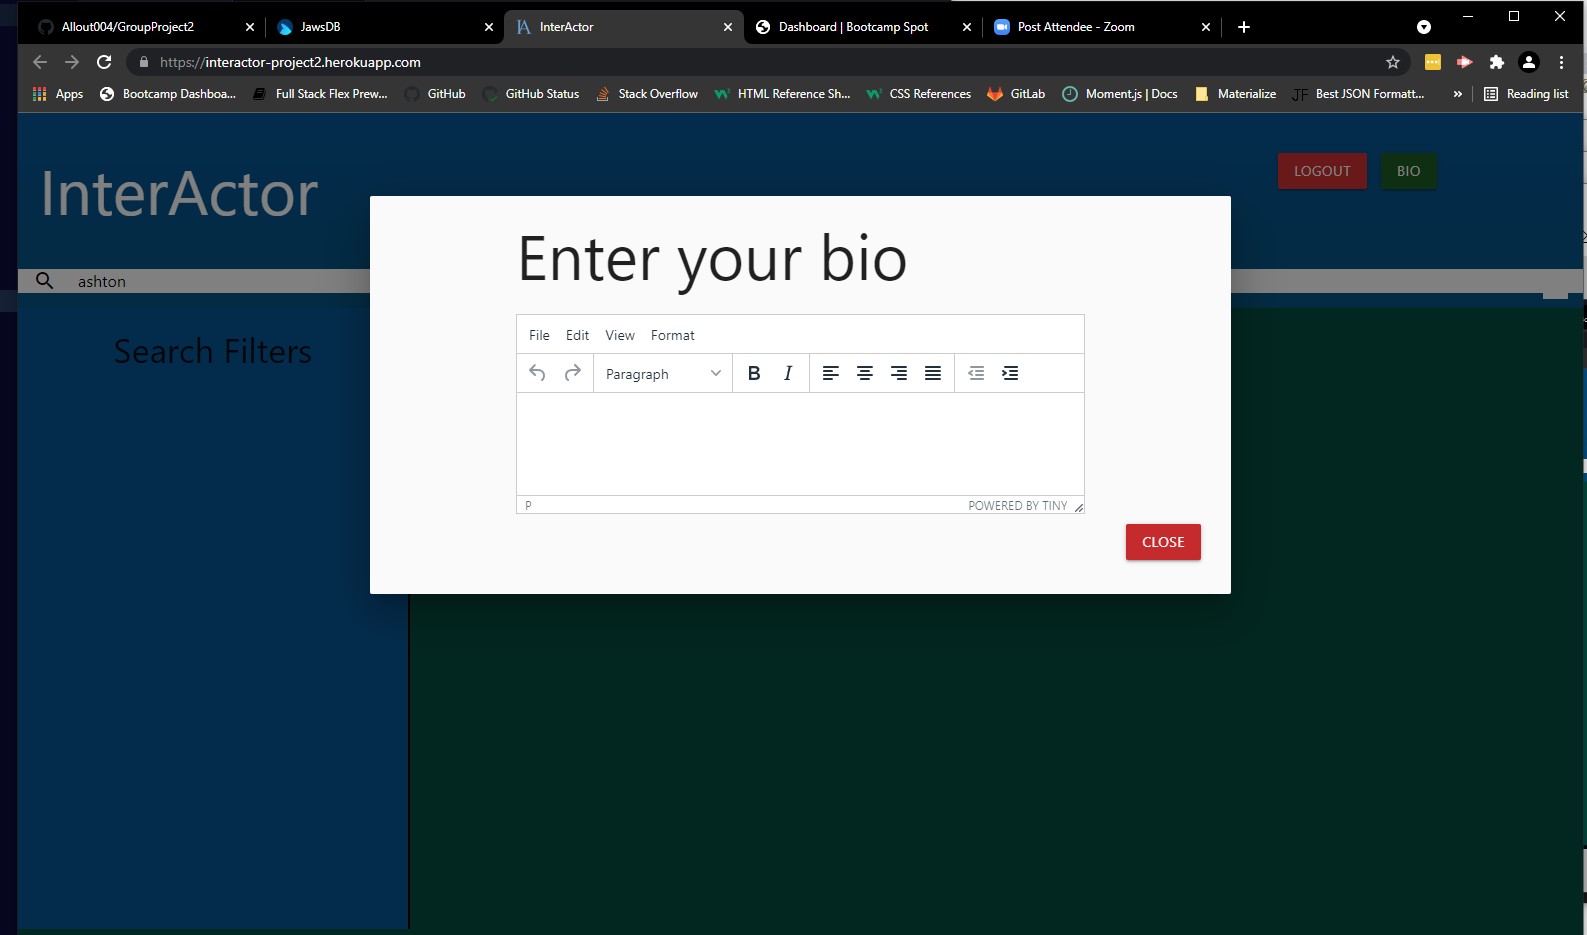 Allout004/GroupProject2 JawsDB InterActor Dashboard | Bootcamp Spot Post Attendee - Zoom
https://interactor-project2.herokuapp.com
Apps Bootcamp Dashboa... Full Stack Flex Prew... GitHub GitHub Status Stack Overflow HTML Reference Sh... CSS References GitLab Moment.js | Docs Materialize JF Best JSON Formatt... » Reading list
InterActor
LOGOUT BIO
ashton
Search Filters
Enter your bio
File Edit View Format
Paragraph B I
P POWERED BY TINY
CLOSE